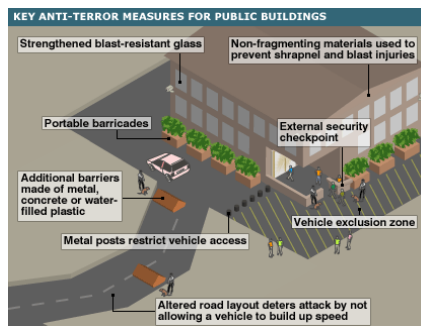 KEY ANTI-TERROR MEASURES FOR PUBLIC BUILDINGS
Strengthened blast-resistant glass
Non-fragmenting materials used to
prevent shrapnel and blast injuries
Portable barricades
External security
checkpoint
Additional barriers
made of metal,
concrete or water-
filled plastic
Vehicle exclusion zone
Metal posts restrict vehicle access
Altered road layout deters attack by not
allowing a vehicle to build up speed